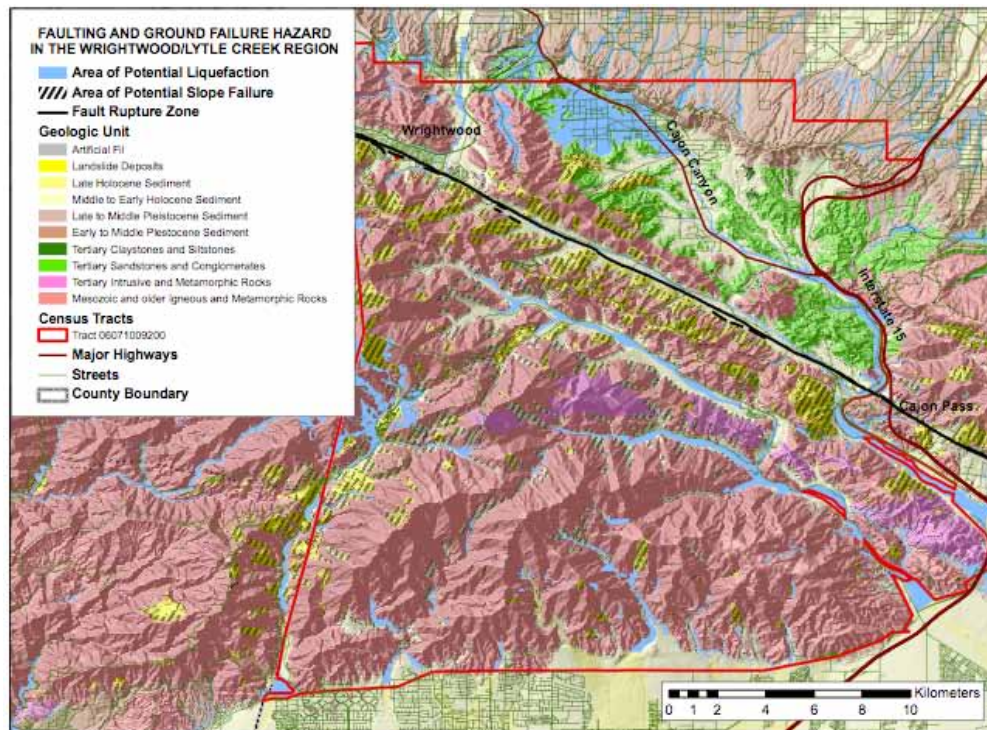 FAULTING AND GROUND FAILURE HAZARD
IN THE WRIGHTWOOD/LYTLE CREEK REGION
Area of Potential Liquefaction
Area of Potential Slope Failure
Fault Rupture Zone
Geologic Unit
Artificial Fil
Landslide Deposits
Late Holocene Sediment
Middle to Early Holocene Sediment
Late to Middle Pleistocene Sediment
Early to Middle Plestocene Sediment
Tertiary Claystones and Siltstones
Tertiary Sandstones and Conglomerates
Tertiary Intrusive and Metamorphic Rocks
Mesozoic and older Igneous and Metamorphic Rocks
Census Tracts
Tract 06071009200
Major Highways
Streets
County Boundary
Wrightwood
Cajon Canyon
Interstate 15
Cajon Pass
Kilometers
0 1 2 4 6 8 10